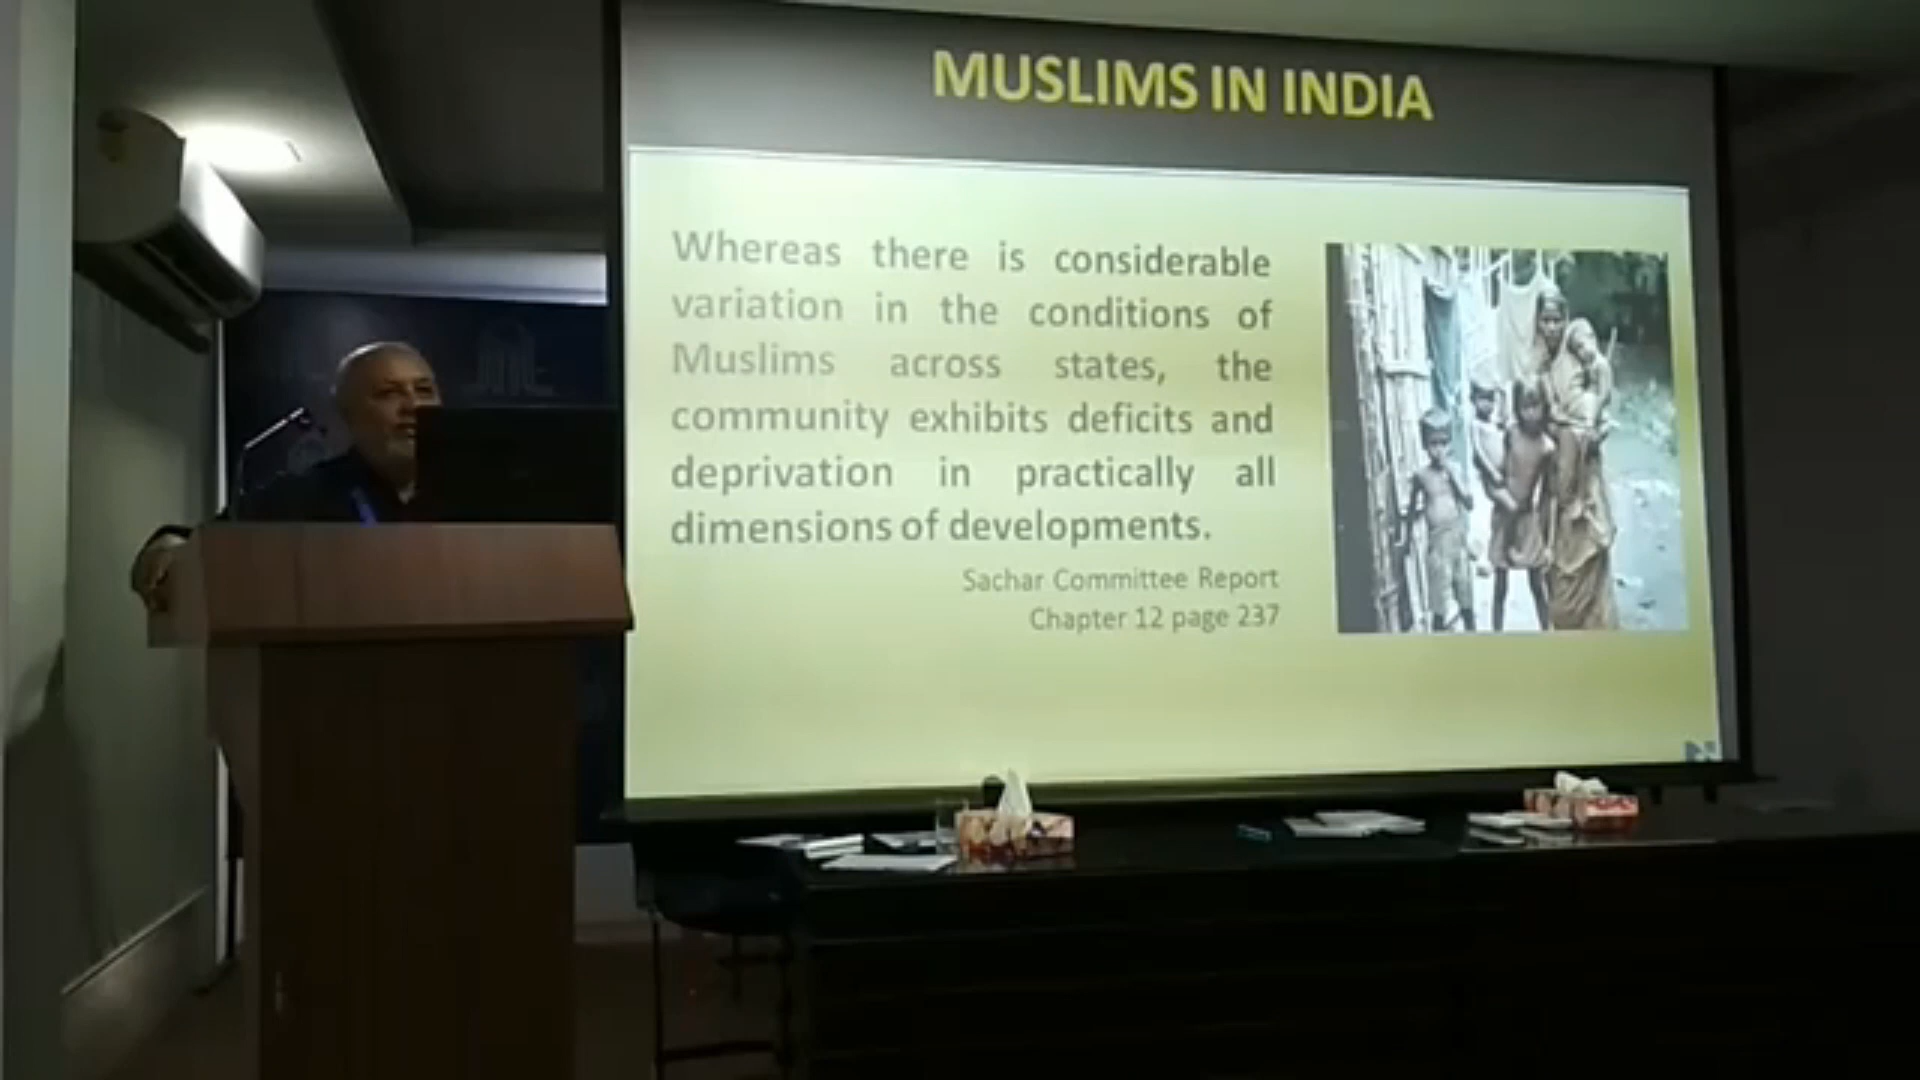 MUSLIMS IN INDIA
Whereas there is considerable
variation in the conditions of
Muslims across states, the
community exhibits deficits and
deprivation in practically all
dimensions of developments.
Sachar Committee Report
Chapter 12 page 237